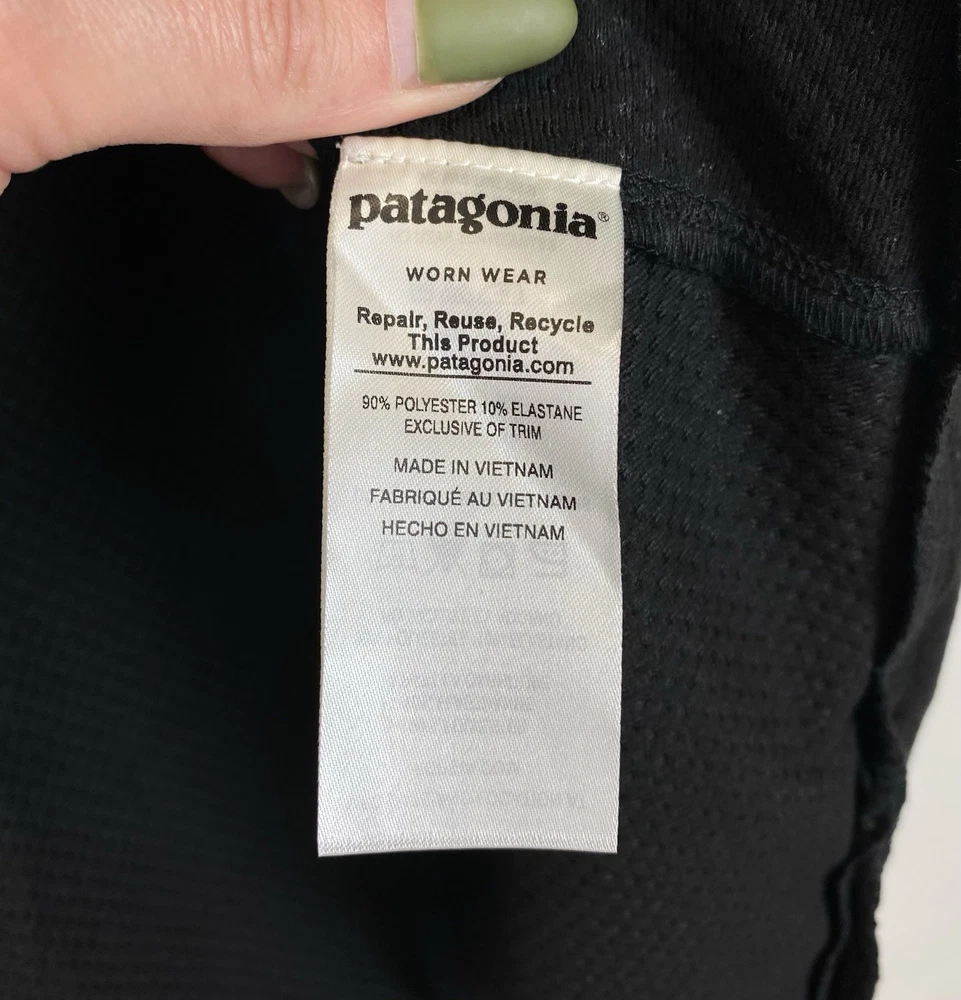 patagonia®
WORN WEAR
Repair, Reuse, Recycle
This Product
www.patagonia.com
90% POLYESTER 10% ELASTANE
EXCLUSIVE OF TRIM
MADE IN VIETNAM
FABRIQUÉ AU VIETNAM
HECHO EN VIETNAM